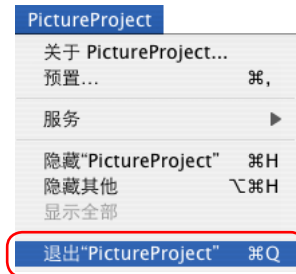 PictureProject
关于 PictureProject...
预置... ⌘,
服务 ▶
隐藏“PictureProject” ⌘H
隐藏其他 ⌥⌘H
显示全部
退出“PictureProject” ⌘Q